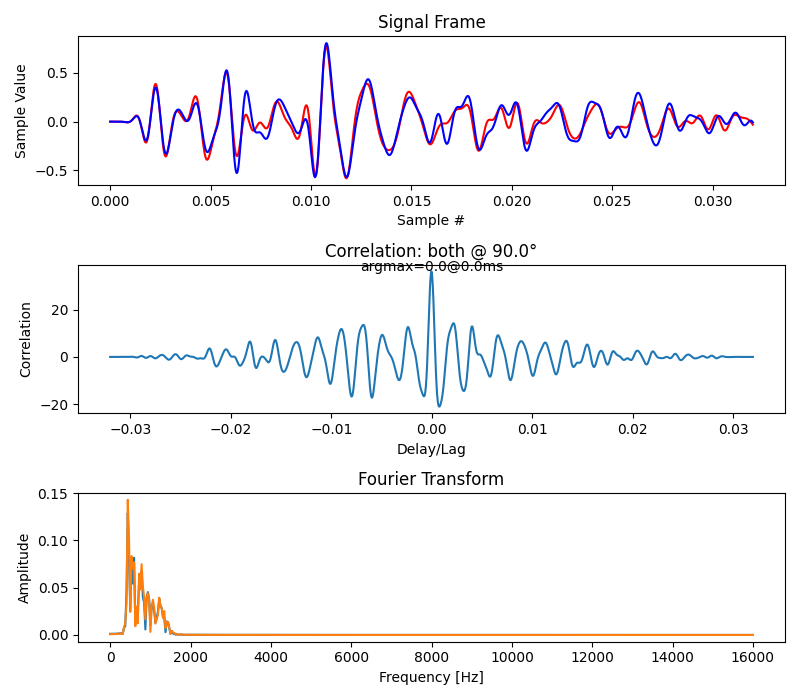 Signal Frame
Sample Value
0.5
0.0
−0.5
0.000 0.005 0.010 0.015 0.020 0.025 0.030
Sample #
Correlation: both @ 90.0°
argmax=0.0@0.0ms
Correlation
20
0
−20
−0.03 −0.02 −0.01 0.00 0.01 0.02 0.03
Delay/Lag
Fourier Transform
Amplitude
0.15
0.10
0.05
0.00
0 2000 4000 6000 8000 10000 12000 14000 16000
Frequency [Hz]